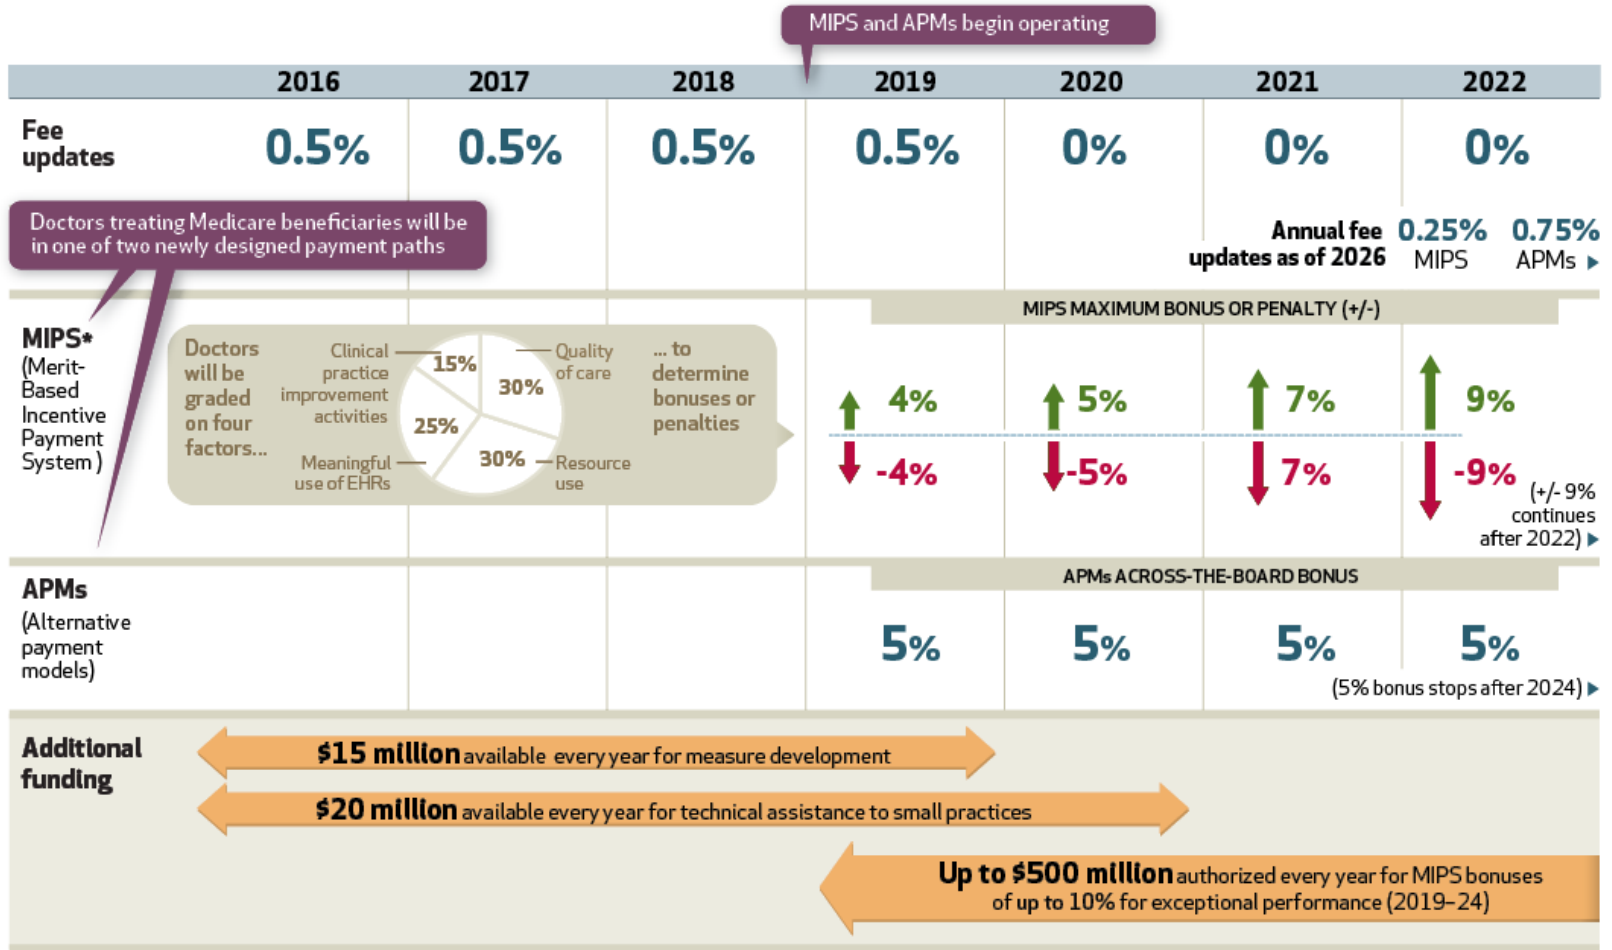 MIPS and APMs begin operating
2016 2017 2018 2019 2020 2021 2022
Fee
updates
0.5% 0.5% 0.5% 0.5% 0% 0% 0%
Doctors treating Medicare beneficiaries will be
in one of two newly designed payment paths
Annual fee
updates as of 2026
0.25%
MIPS
0.75%
APMs
MIPS MAXIMUM BONUS OR PENALTY (+/-)
MIPS*
(Merit-
Based
Incentive
Payment
System )
Doctors
will be
graded
on four
factors...
Clinical
practice
improvement
activities
15%
Quality
of care
30%
25%
Meaningful
use of EHRs
30%
Resource
use
... to
determine
bonuses or
penalties
4% 5% 7% 9%
-4% -5% 7% -9%
(+/- 9%
continues
after 2022)
APMs ACROSS-THE-BOARD BONUS
APMs
(Alternative
payment
models)
5% 5% 5% 5%
(5% bonus stops after 2024)
Additional
funding
$15 million available every year for measure development
$20 million available every year for technical assistance to small practices
Up to $500 million authorized every year for MIPS bonuses
of up to 10% for exceptional performance (2019–24)